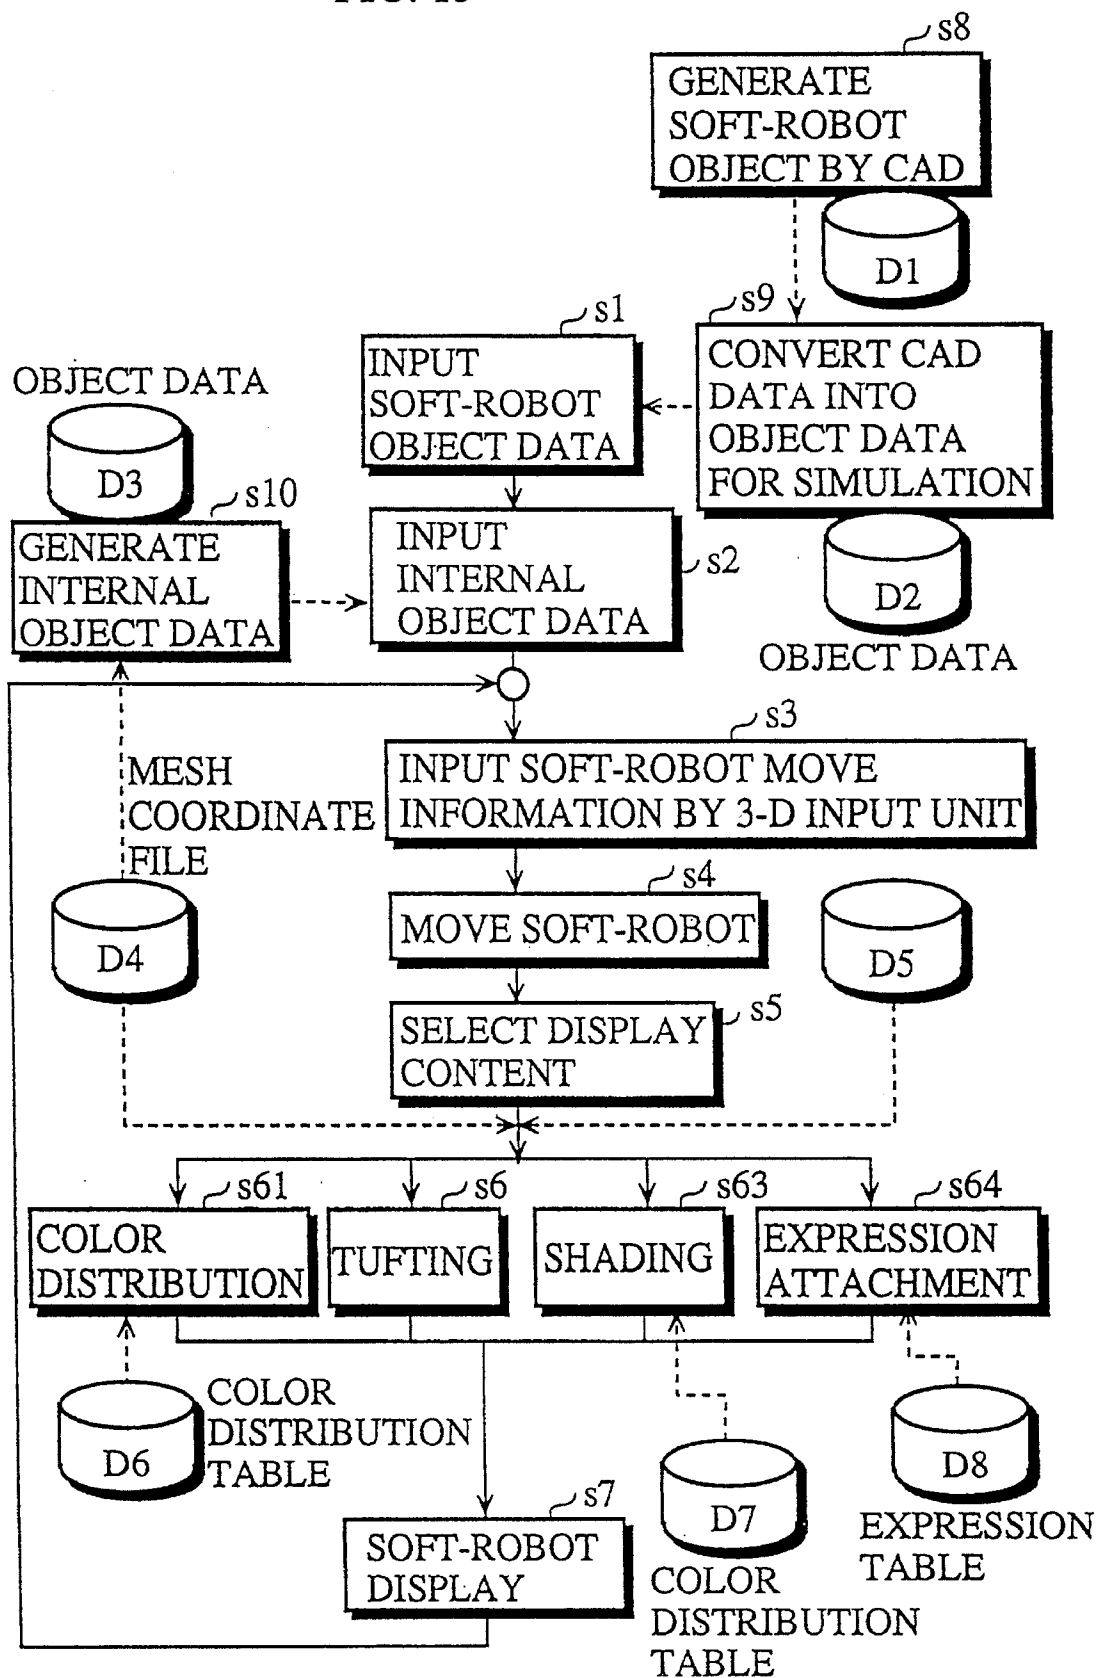 s8
GENERATE
SOFT-ROBOT
OBJECT BY CAD
D1
s9
CONVERT CAD
DATA INTO
OBJECT DATA
FOR SIMULATION
D2
OBJECT DATA
s1
INPUT
SOFT-ROBOT
OBJECT DATA
OBJECT DATA
D3
s10
GENERATE
INTERNAL
OBJECT DATA
INPUT
INTERNAL
OBJECT DATA
s2
s3
INPUT SOFT-ROBOT MOVE
INFORMATION BY 3-D INPUT UNIT
MESH
COORDINATE
FILE
D4
s4
MOVE SOFT-ROBOT
D5
s5
SELECT DISPLAY
CONTENT
s61
COLOR
DISTRIBUTION
s6
TUFTING
s63
SHADING
s64
EXPRESSION
ATTACHMENT
D6
COLOR
DISTRIBUTION
TABLE
D7
COLOR
DISTRIBUTION
TABLE
D8
EXPRESSION
TABLE
s7
SOFT-ROBOT
DISPLAY